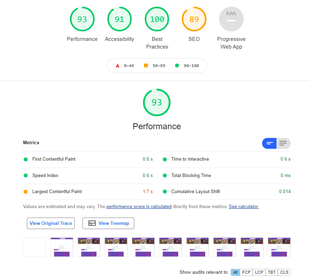 93
91
100
89
PWA
Performance
Accessibility
Best Practices
SEO
Progressive Web App
0–49
50–89
90–100
93
Performance
Metrics
First Contentful Paint
0.6 s
Time to Interactive
0.6 s
Speed Index
0.6 s
Total Blocking Time
0 ms
Largest Contentful Paint
1.7 s
Cumulative Layout Shift
0.014
Values are estimated and may vary. The performance score is calculated directly from these metrics. See calculator.
View Original Trace
View Treemap
Show audits relevant to: All FCP LCP TBT CLS